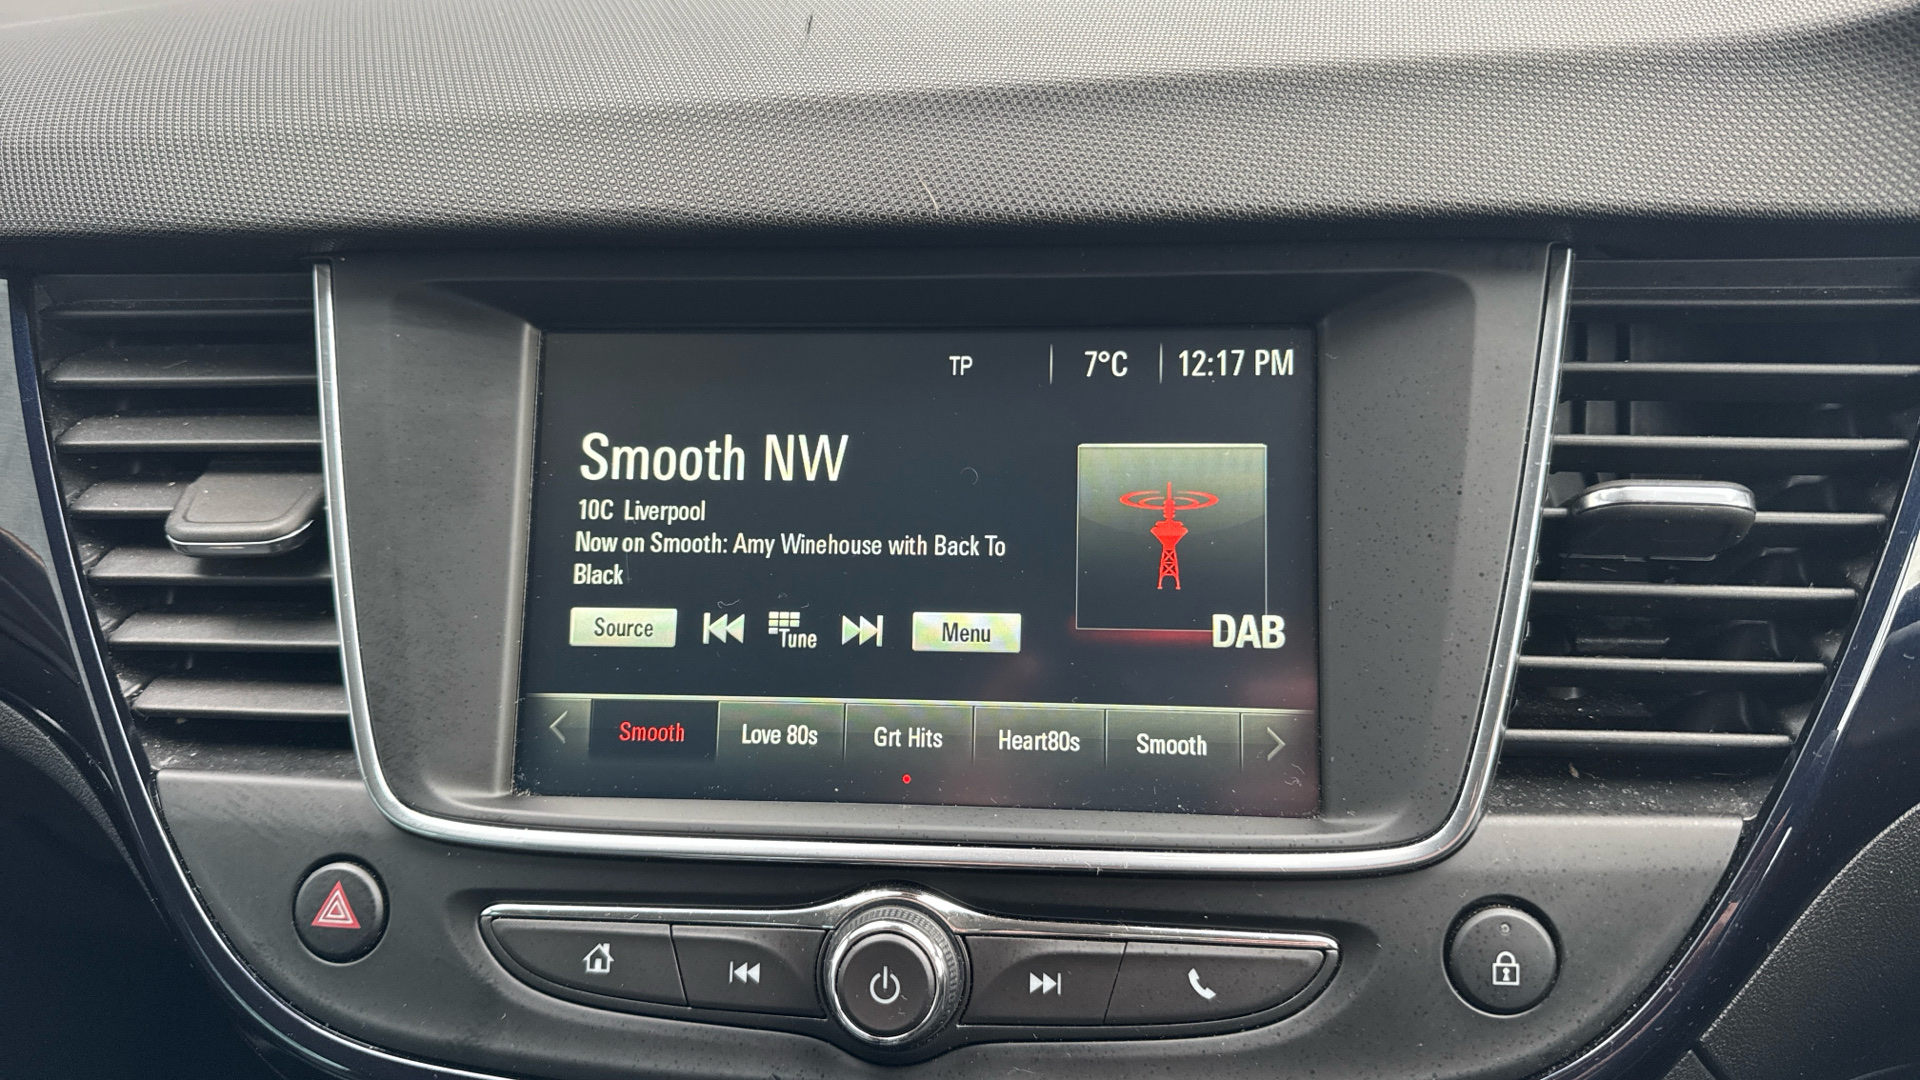 TP 7°C 12:17 PM
Smooth NW
10C Liverpool
Now on Smooth: Amy Winehouse with Back To
Black
Source Tune Menu
DAB
Smooth Love 80s Grt Hits Heart80s Smooth